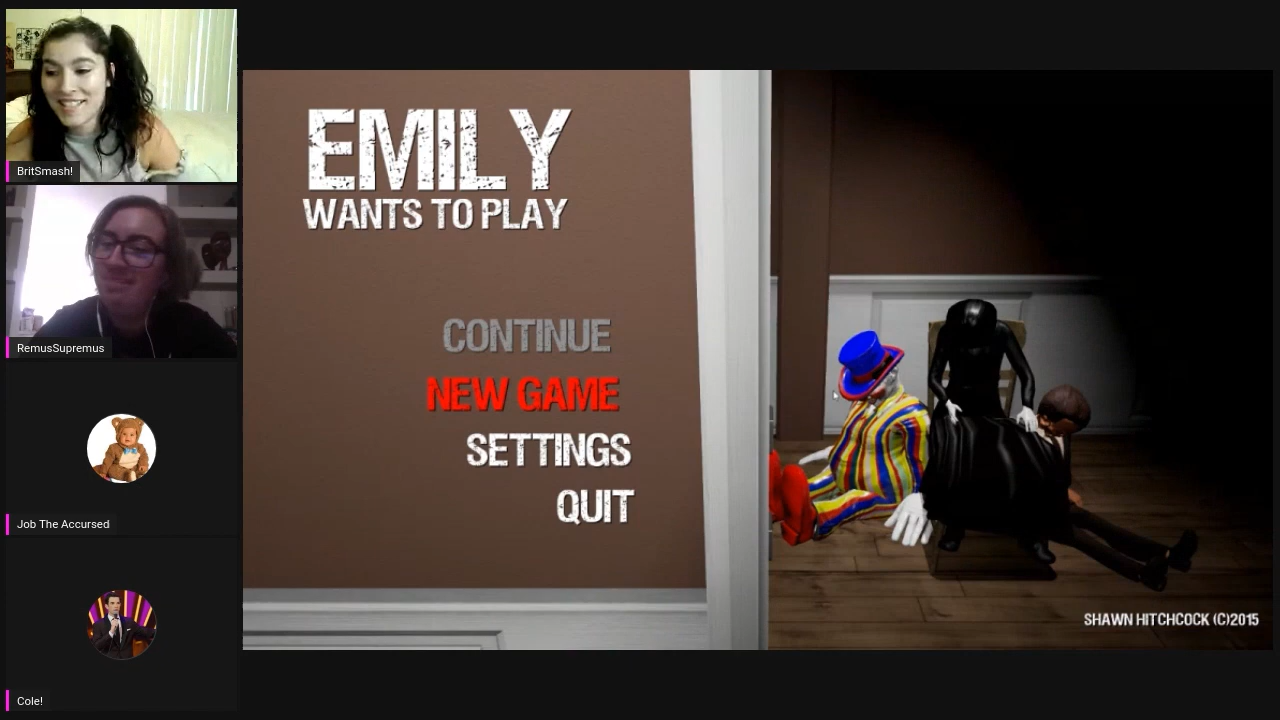 BritSmash!
RemusSupremus
Job The Accursed
Cole!
EMILY
WANTS TO PLAY
CONTINUE
NEW GAME
SETTINGS
QUIT
SHAWN HITCHCOCK (C)2015